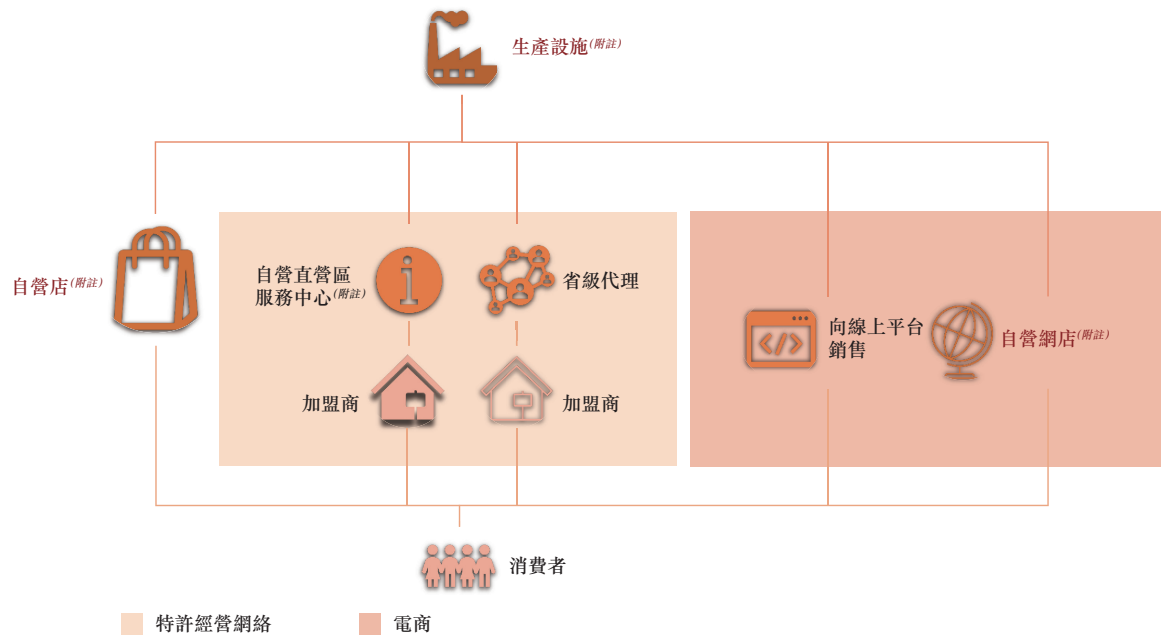 生產設施(附註)
自營店(附註)
自營直營區
服務中心(附註)
省級代理
加盟商
加盟商
向線上平台
銷售
自營網店(附註)
消費者
特許經營網絡
電商